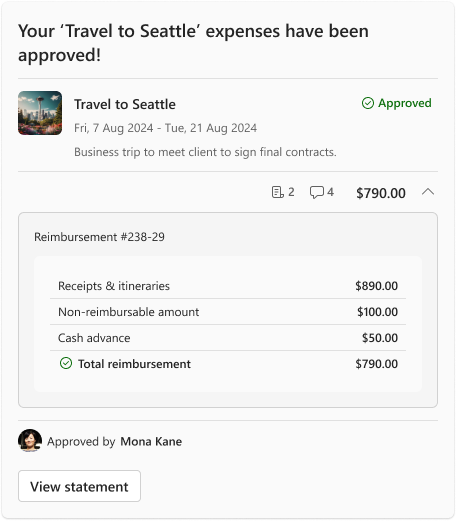 Your ‘Travel to Seattle’ expenses have been
approved!
Travel to Seattle
Approved
Fri, 7 Aug 2024 - Tue, 21 Aug 2024
Business trip to meet client to sign final contracts.
2 4 $790.00
Reimbursement #238-29
Receipts & itineraries $890.00
Non-reimbursable amount $100.00
Cash advance $50.00
Total reimbursement $790.00
Approved by Mona Kane
View statement